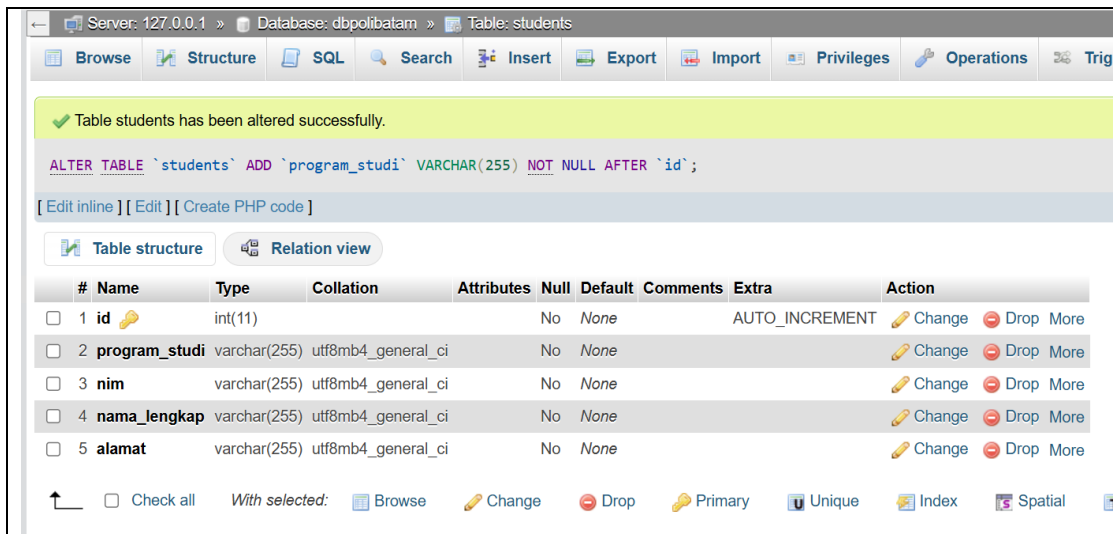 Server: 127.0.0.1 » Database: dbpolibatam » Table: students
Browse Structure SQL Search Insert Export Import Privileges Operations Trig
Table students has been altered successfully.
ALTER TABLE `students` ADD `program_studi` VARCHAR(255) NOT NULL AFTER `id`;
[ Edit inline ] [ Edit ] [ Create PHP code ]
Table structure Relation view
# Name Type Collation Attributes Null Default Comments Extra Action
1 id int(11) No None AUTO_INCREMENT Change Drop More
2 program_studi varchar(255) utf8mb4_general_ci No None Change Drop More
3 nim varchar(255) utf8mb4_general_ci No None Change Drop More
4 nama_lengkap varchar(255) utf8mb4_general_ci No None Change Drop More
5 alamat varchar(255) utf8mb4_general_ci No None Change Drop More
Check all With selected: Browse Change Drop Primary Unique Index Spatial